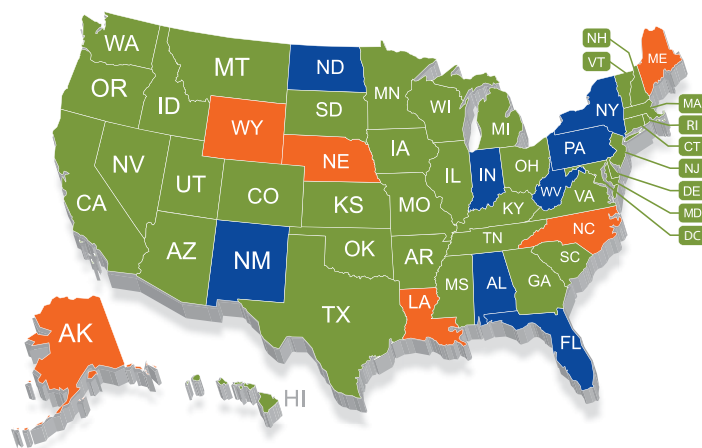 WA
MT
ND
MN
OR
ID
WY
SD
WI
MI
NH
VT
ME
NY
MA
RI
CT
NJ
DE
MD
DC
NV
UT
CO
NE
IA
IL
IN
OH
PA
WV
VA
CA
AZ
NM
KS
MO
KY
NC
OK
AR
TN
SC
TX
LA
MS
AL
GA
FL
AK
HI